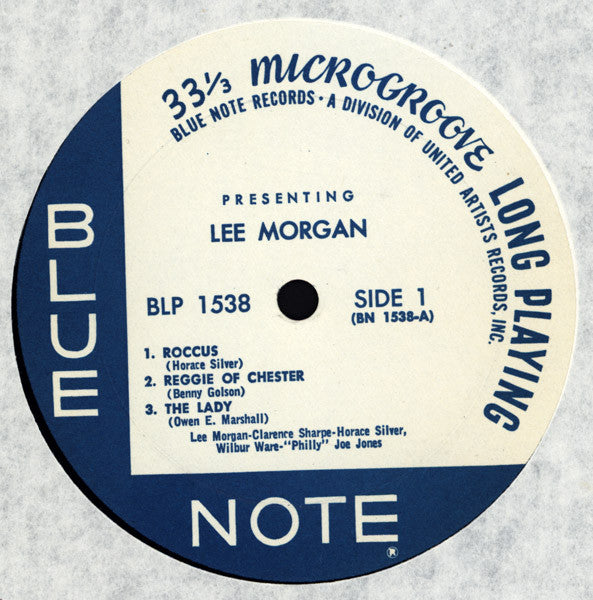 33⅓ MICROGROOVE LONG PLAYING
BLUE NOTE RECORDS • A DIVISION OF UNITED ARTISTS RECORDS, INC.
PRESENTING
LEE MORGAN
BLP 1538
SIDE 1
(BN 1538-A)
1. ROCCUS
(Horace Silver)
2. REGGIE OF CHESTER
(Benny Golson)
3. THE LADY
(Owen E. Marshall)
Lee Morgan-Clarence Sharpe-Horace Silver,
Wilbur Ware-"Philly" Joe Jones
BLUE
NOTE®